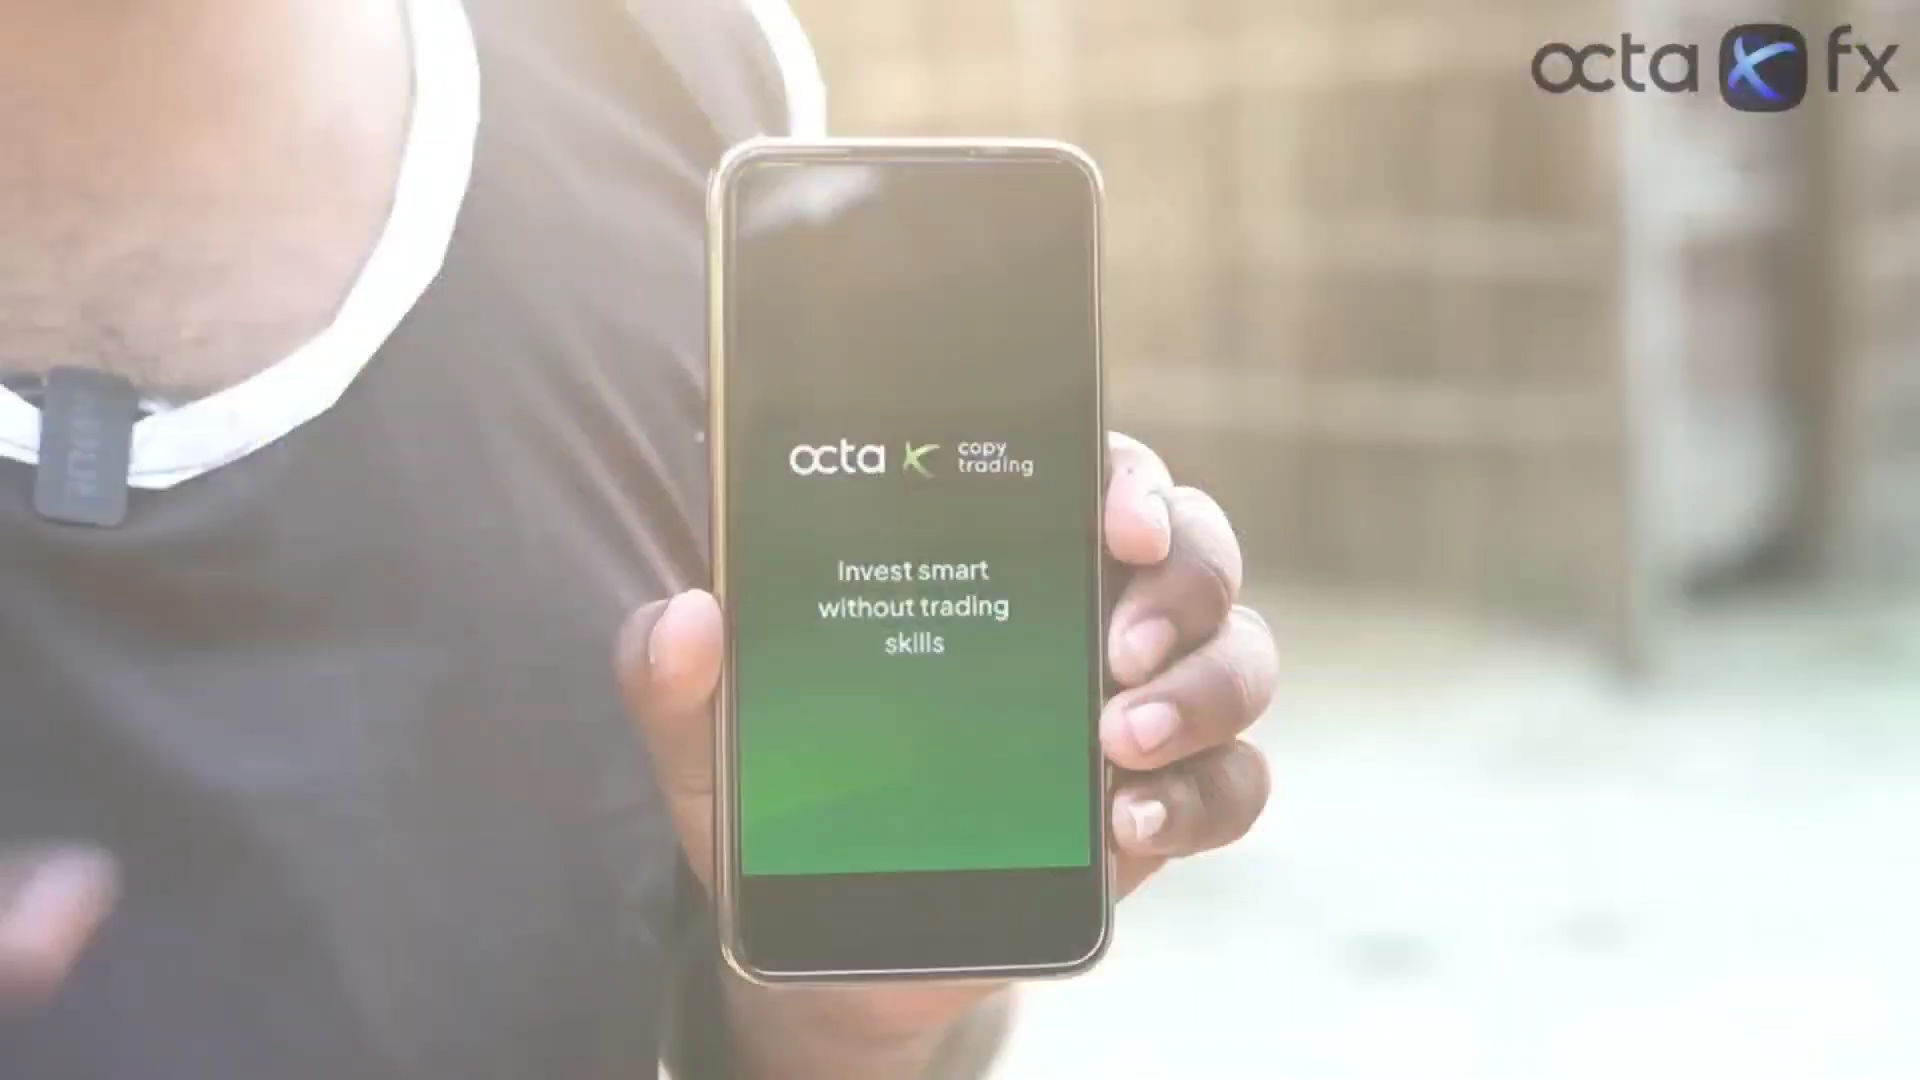 octa fx
octa copy
trading
Invest smart
without trading
skills